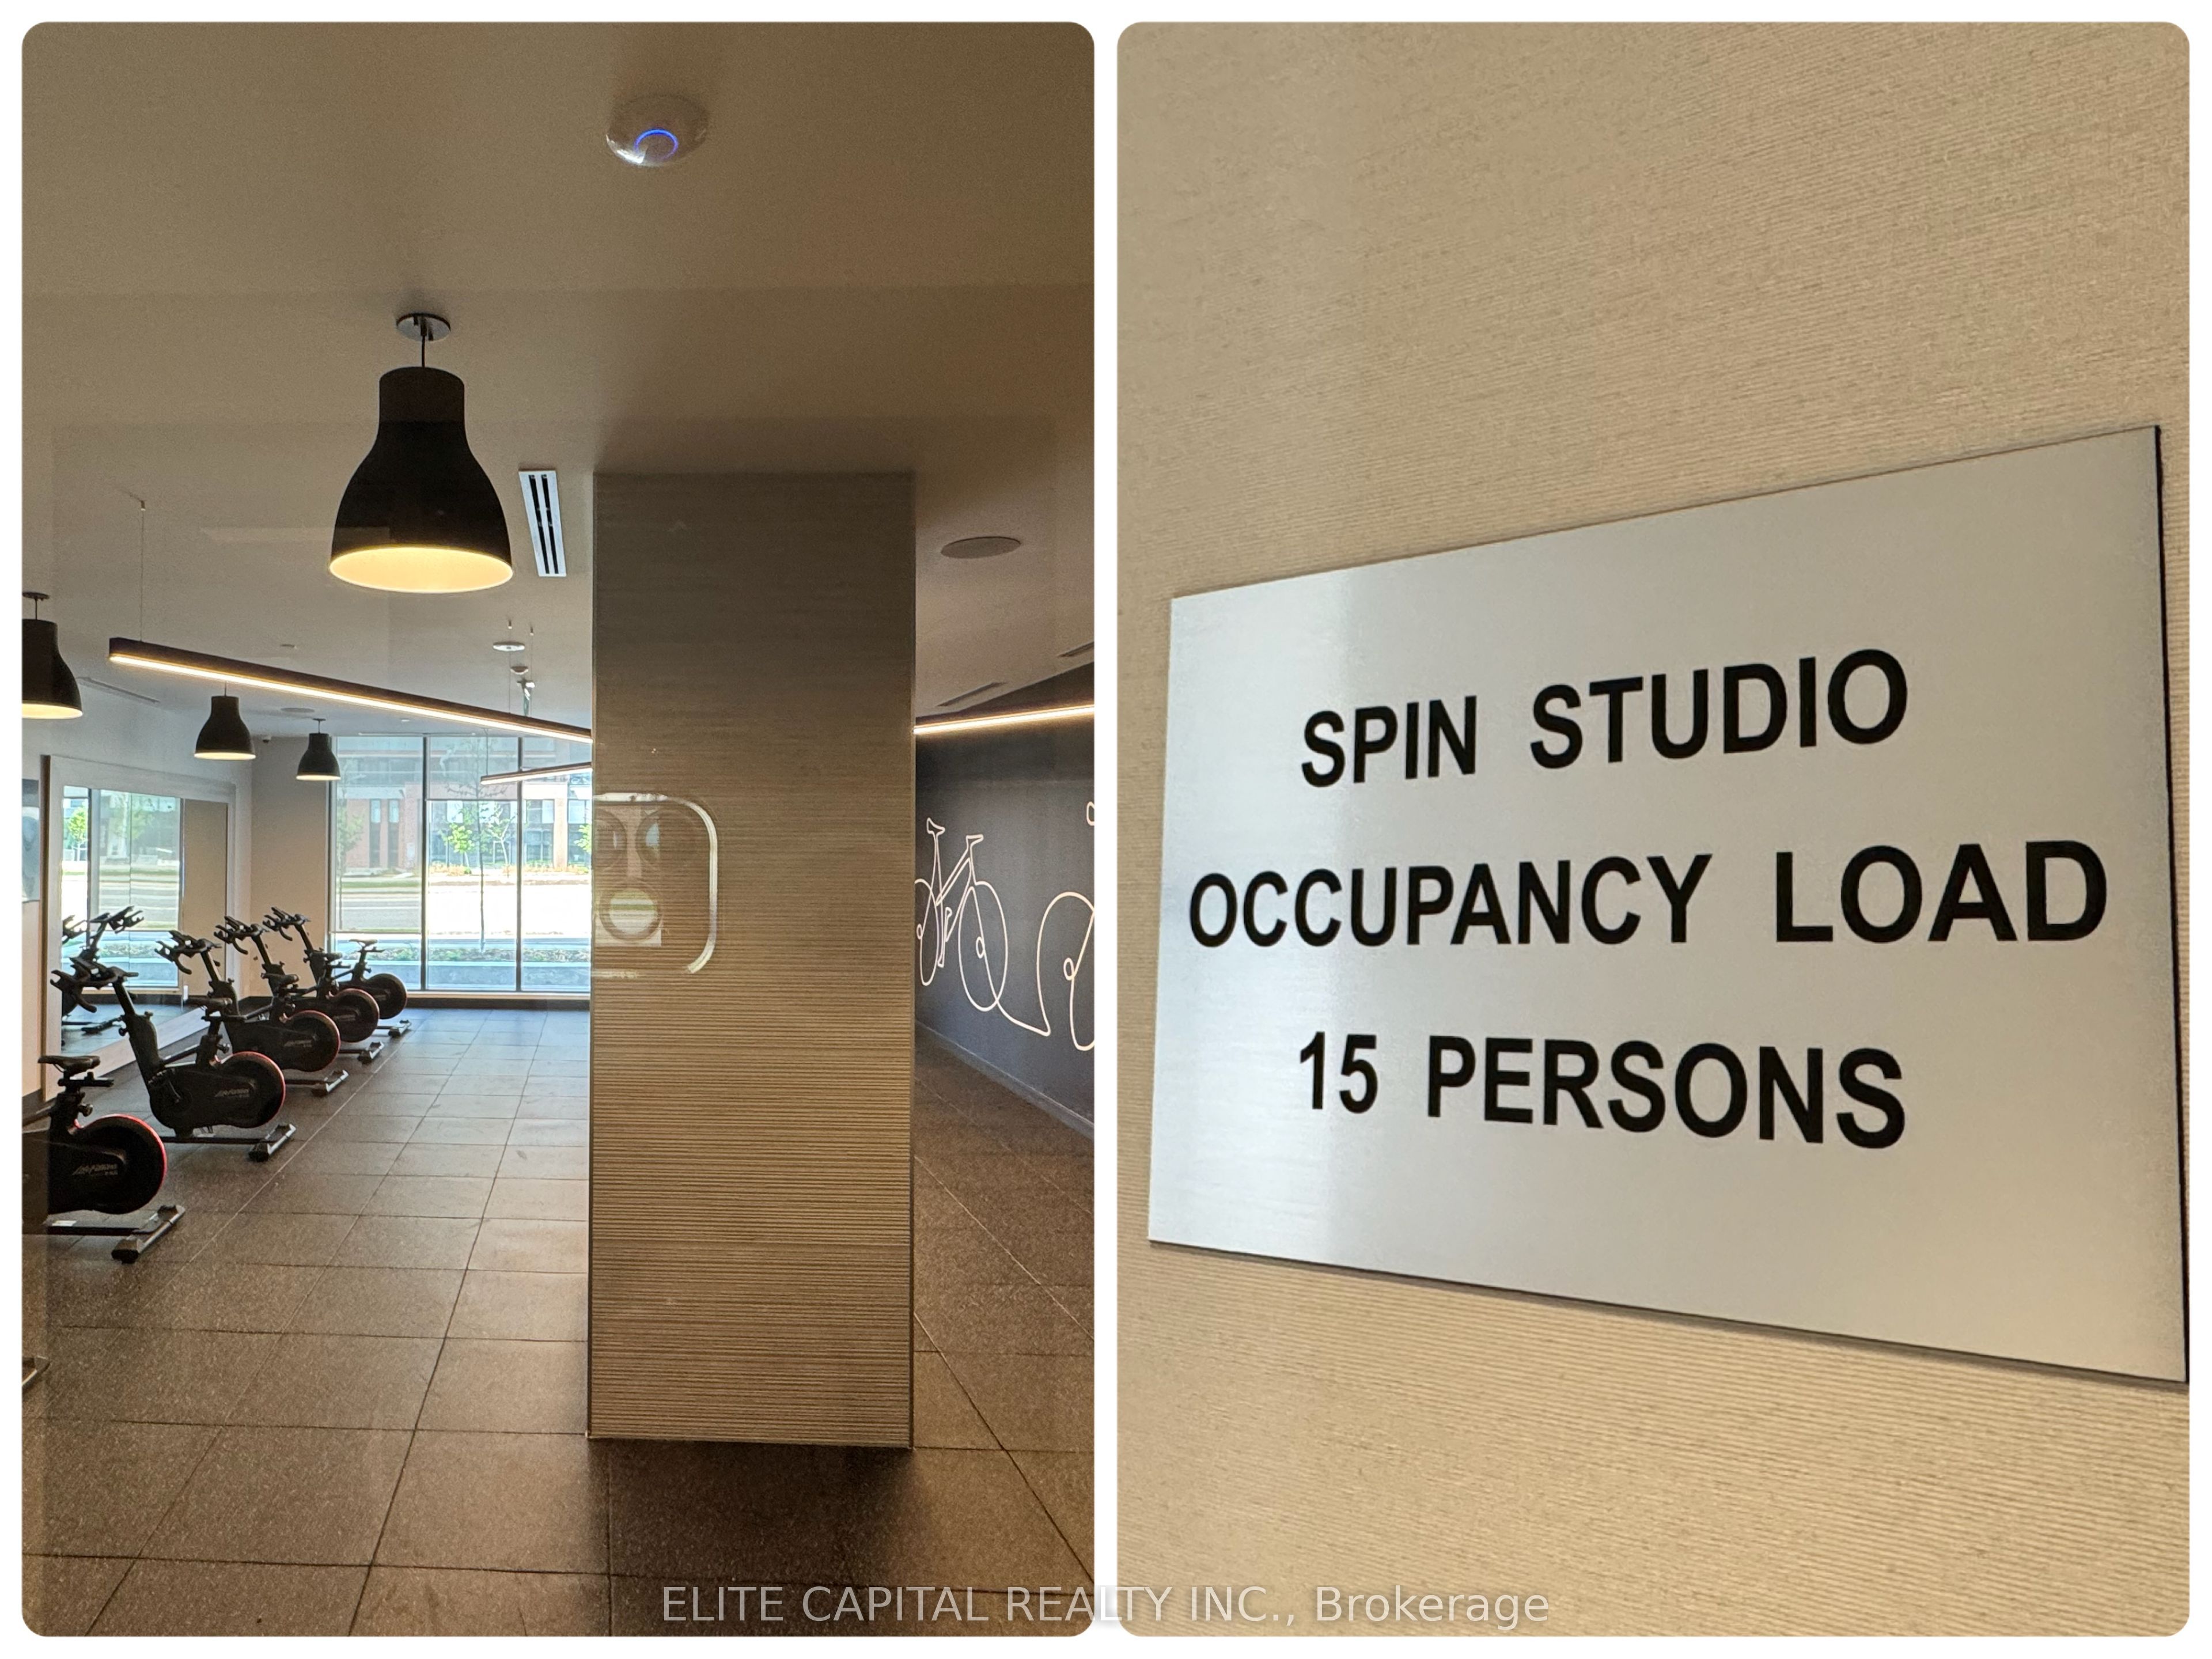 SPIN STUDIO
OCCUPANCY LOAD
15 PERSONS
ELITE CAPITAL REALTY INC., Brokerage